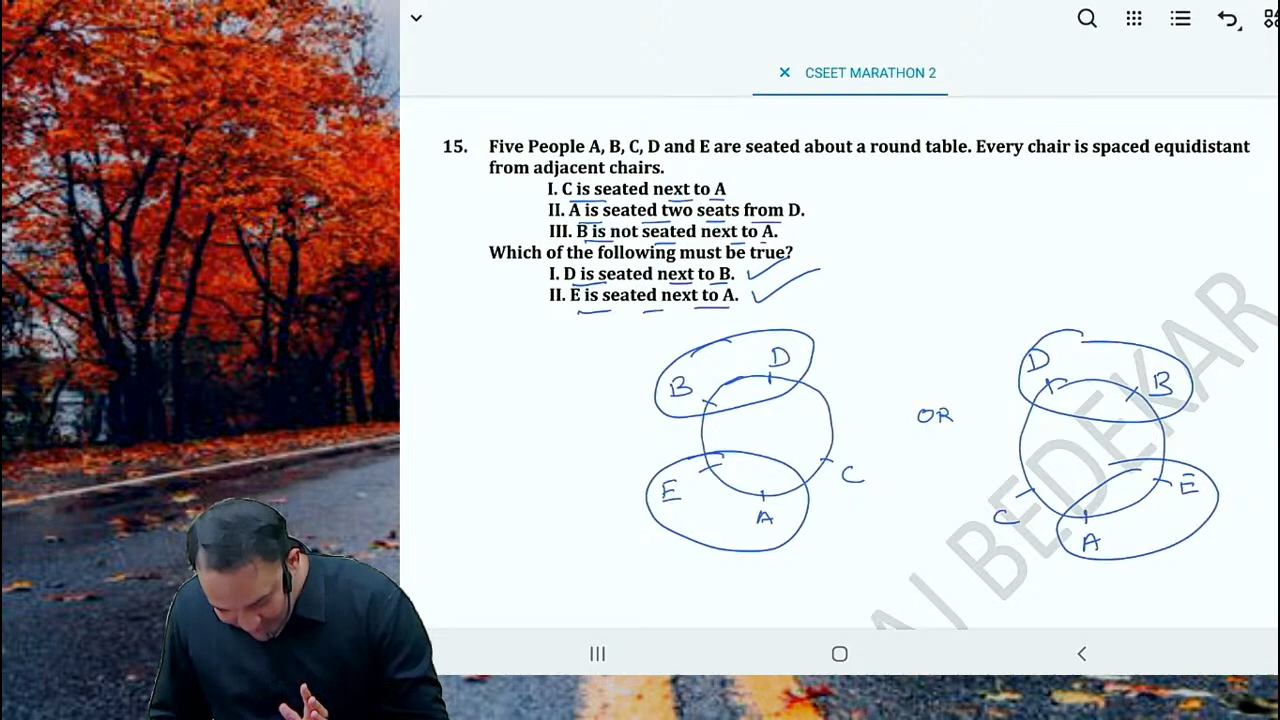 CSEET MARATHON 2
15. Five People A, B, C, D and E are seated about a round table. Every chair is spaced equidistant
from adjacent chairs.
I. C is seated next to A
II. A is seated two seats from D.
III. B is not seated next to A.
Which of the following must be true?
I. D is seated next to B.
II. E is seated next to A.
B D
E A C
OR
D B
C A E
AJ BEDEKAR